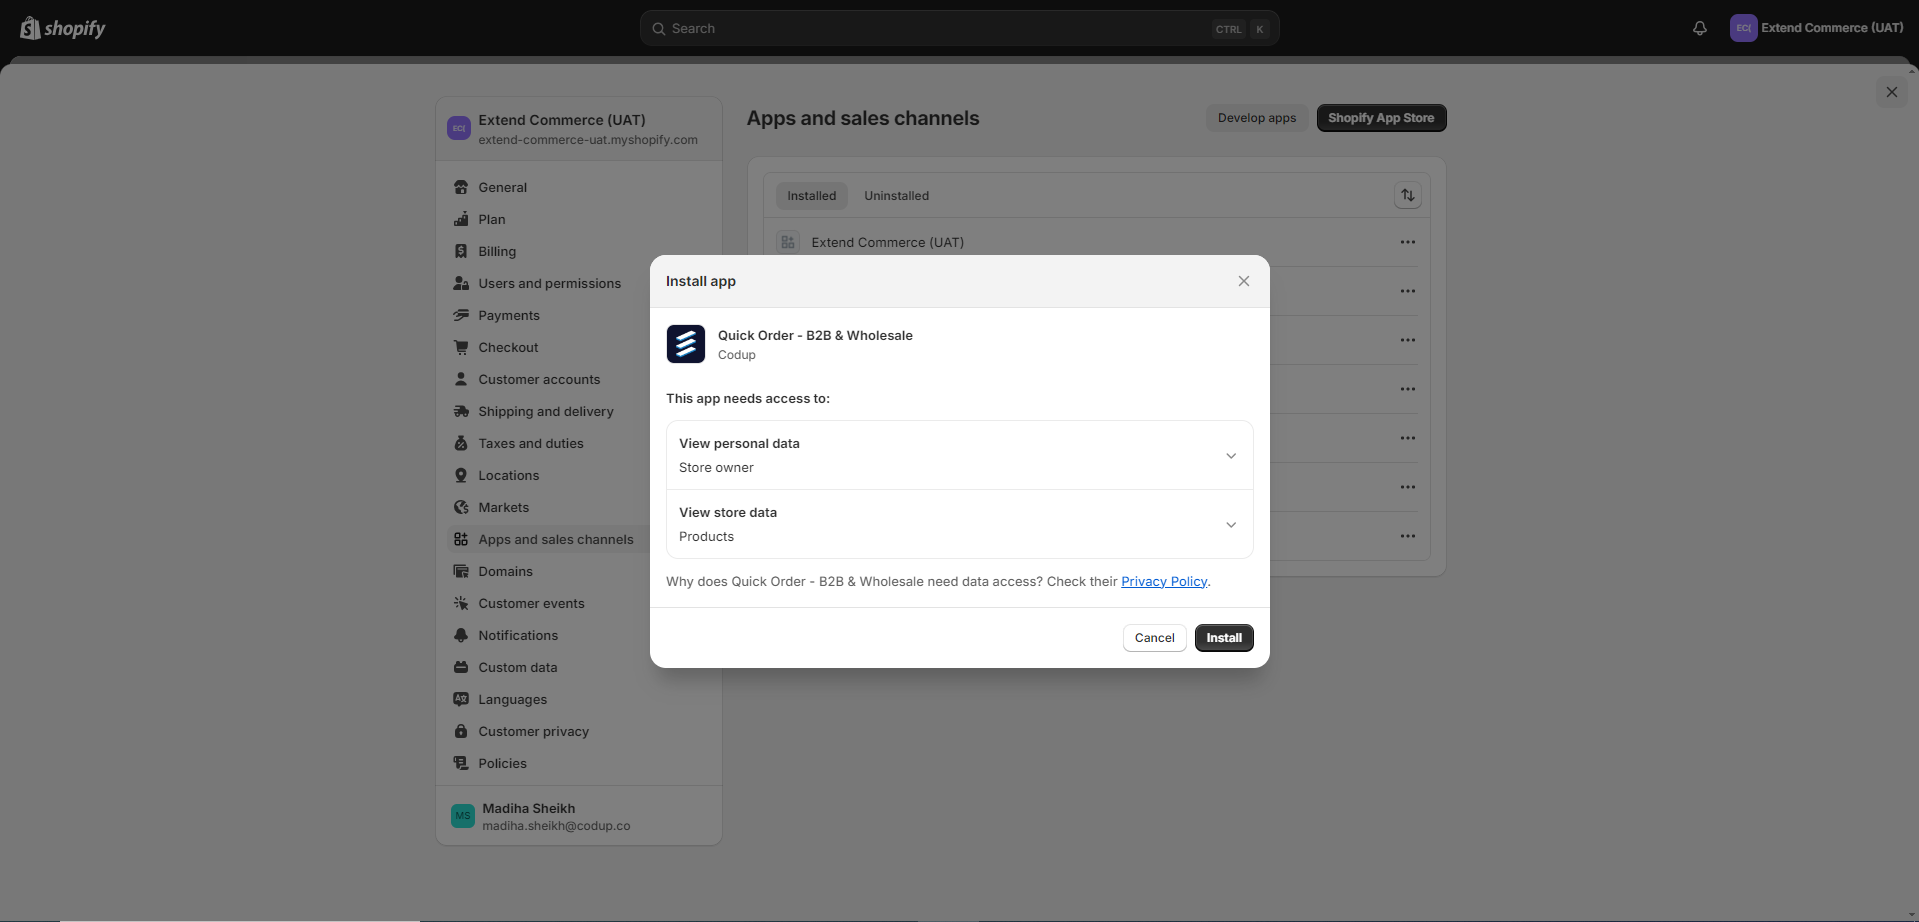 shopify
Search
CTRL K
EC(
Extend Commerce (UAT)
EC(
Extend Commerce (UAT)
extend-commerce-uat.myshopify.com
General
Plan
Billing
Users and permissions
Payments
Checkout
Customer accounts
Shipping and delivery
Taxes and duties
Locations
Markets
Apps and sales channels
Domains
Customer events
Notifications
Custom data
Languages
Customer privacy
Policies
MS
Madiha Sheikh
madiha.sheikh@codup.co
Apps and sales channels
Develop apps
Shopify App Store
Installed
Uninstalled
Extend Commerce (UAT)
Install app
Quick Order - B2B & Wholesale
Codup
This app needs access to:
View personal data
Store owner
View store data
Products
Why does Quick Order - B2B & Wholesale need data access? Check their Privacy Policy.
Cancel
Install